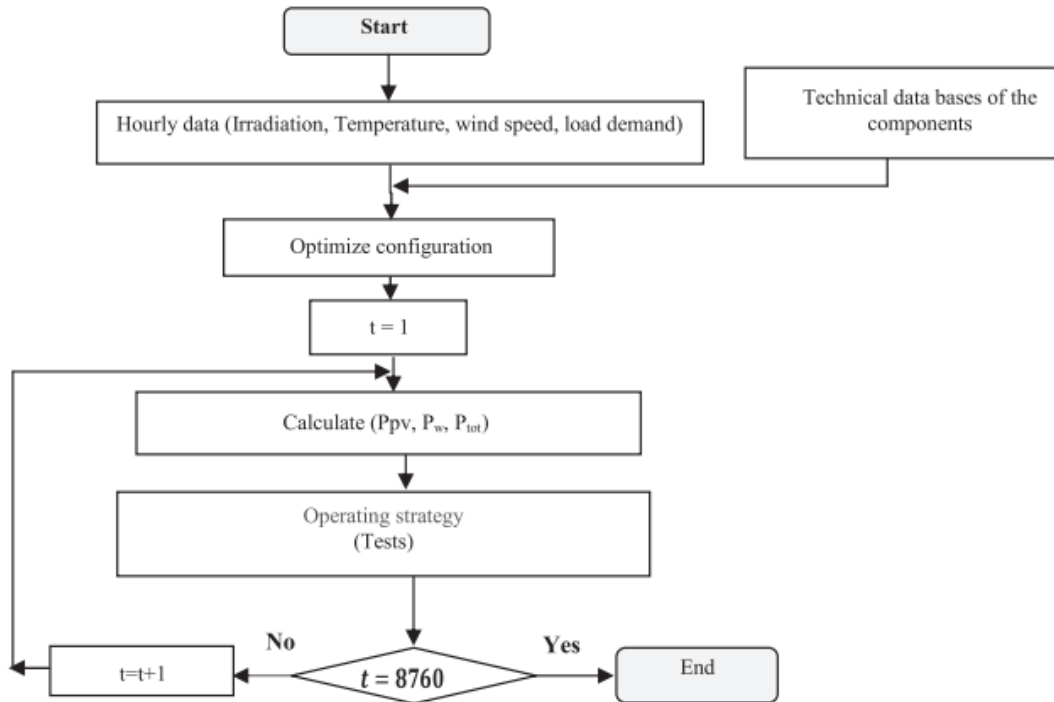 Start
Hourly data (Irradiation, Temperature, wind speed, load demand)
Technical data bases of the
components
Optimize configuration
t = 1
Calculate (Ppv, Pw, Ptot)
Operating strategy
(Tests)
No
Yes
t=t+1
t = 8760
End